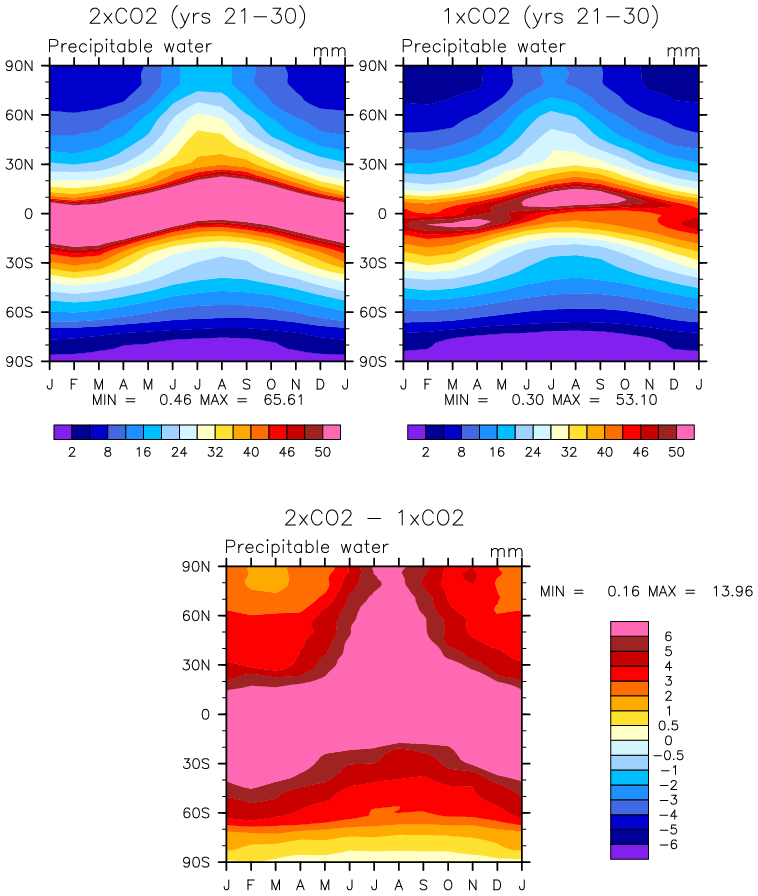 2xCO2 (yrs 21−30) 1xCO2 (yrs 21−30)
Precipitable water mm Precipitable water mm
90N 90N
60N 60N
30N 30N
0 0
30S 30S
60S 60S
90S 90S
J F M A M J J A S O N D J J F M A M J J A S O N D J
MIN = 0.46 MAX = 65.61 MIN = 0.30 MAX = 53.10
2 8 16 24 32 40 46 50 2 8 16 24 32 40 46 50
2xCO2 − 1xCO2
Precipitable water mm
90N
MIN = 0.16 MAX = 13.96
60N
30N
0
30S
60S
90S
J F M A M J J A S O N D J
6
5
4
3
2
1
0.5
0
−0.5
−1
−2
−3
−4
−5
−6